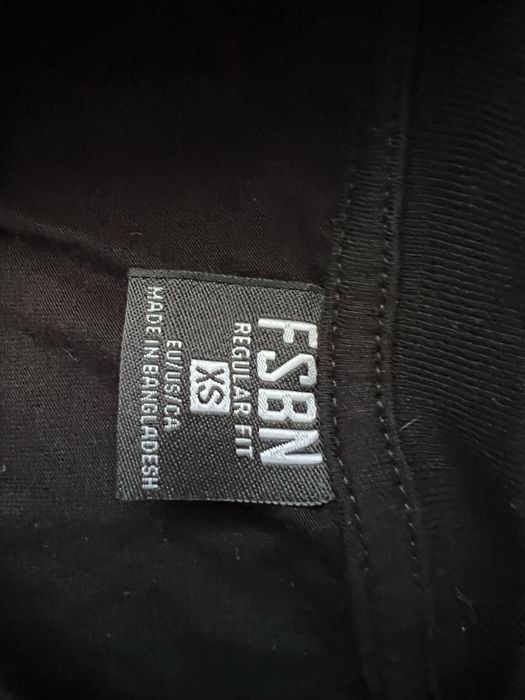 FSBN
REGULAR FIT
XS
EU/US/CA
MADE IN BANGLADESH